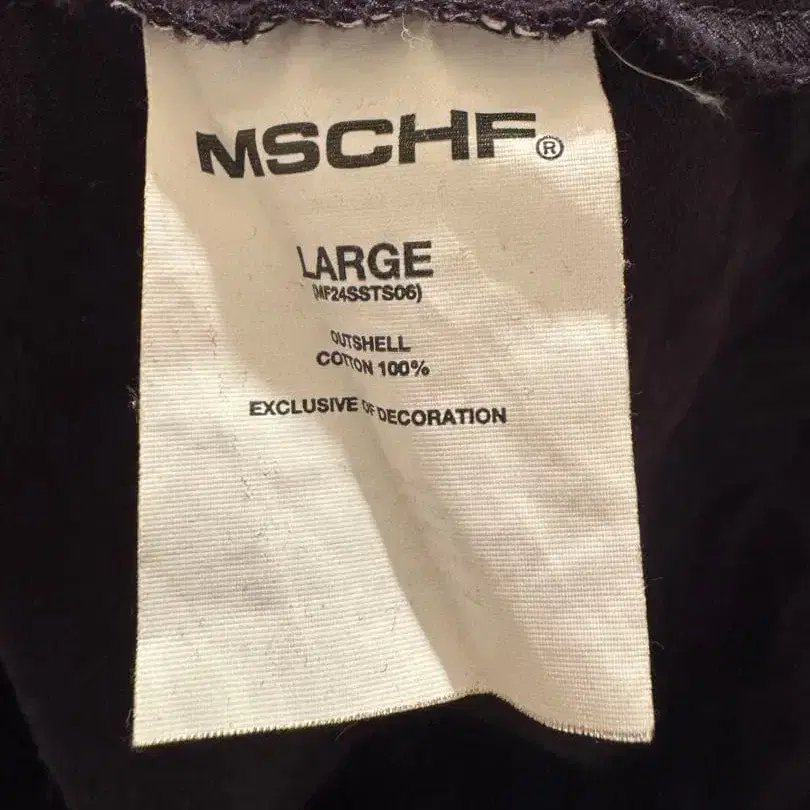 MSCHF®
LARGE
(MF24SSTS06)
OUTSHELL
COTTON 100%
EXCLUSIVE OF DECORATION